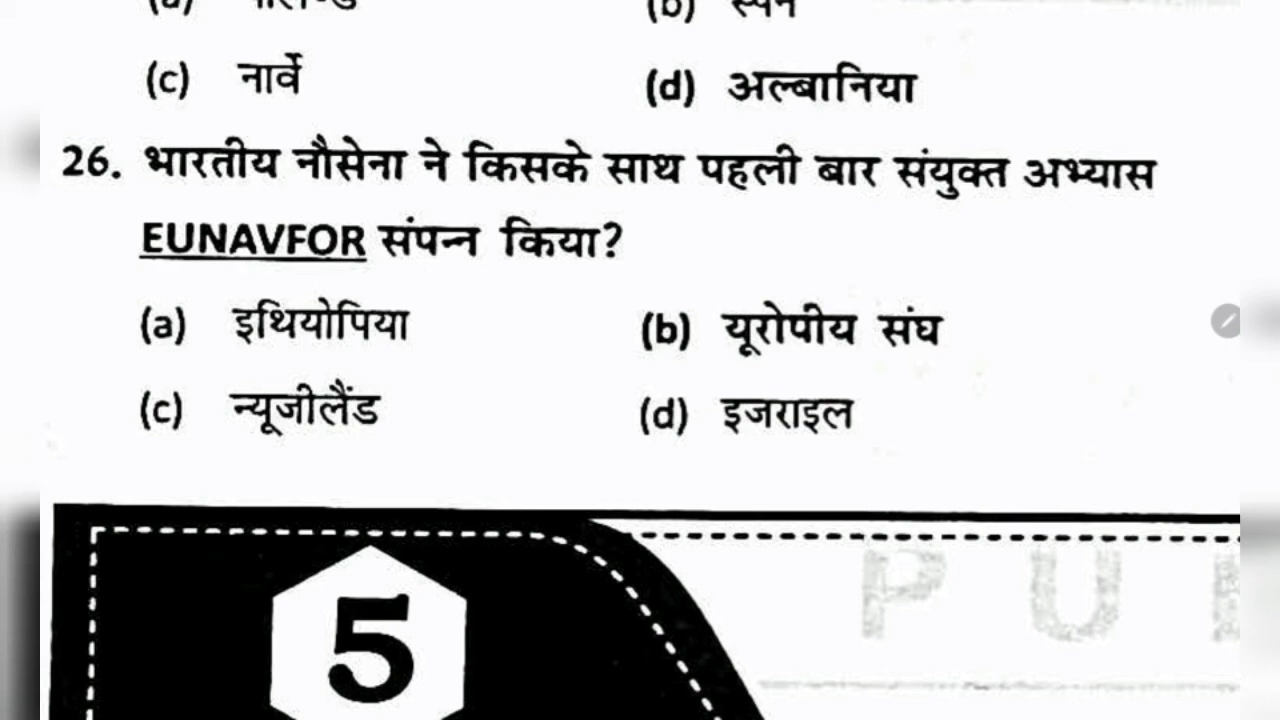 (c) नार्वे (d) अल्बानिया
26. भारतीय नौसेना ने किसके साथ पहली बार संयुक्त अभ्यास
EUNAVFOR संपन्न किया?
(a) इथियोपिया (b) यूरोपीय संघ
(c) न्यूजीलैंड (d) इजराइल
5
P U